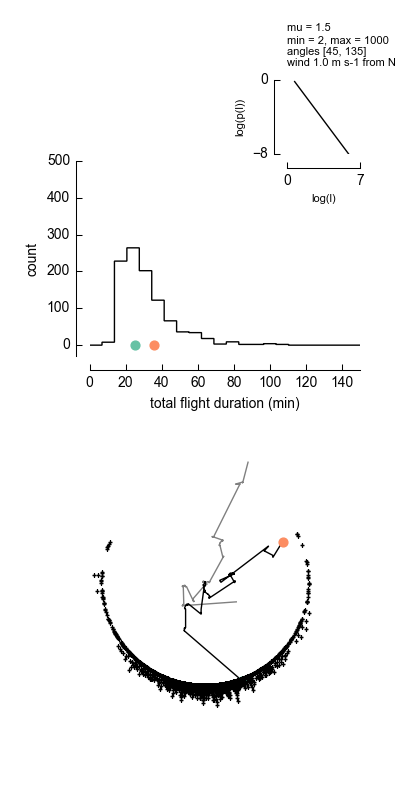 mu = 1.5
min = 2, max = 1000
angles [45, 135]
wind 1.0 m s-1 from N
0
log(p(l))
−8
0 7
log(l)
500
400
300
count
200
100
0
0 20 40 60 80 100 120 140
total flight duration (min)